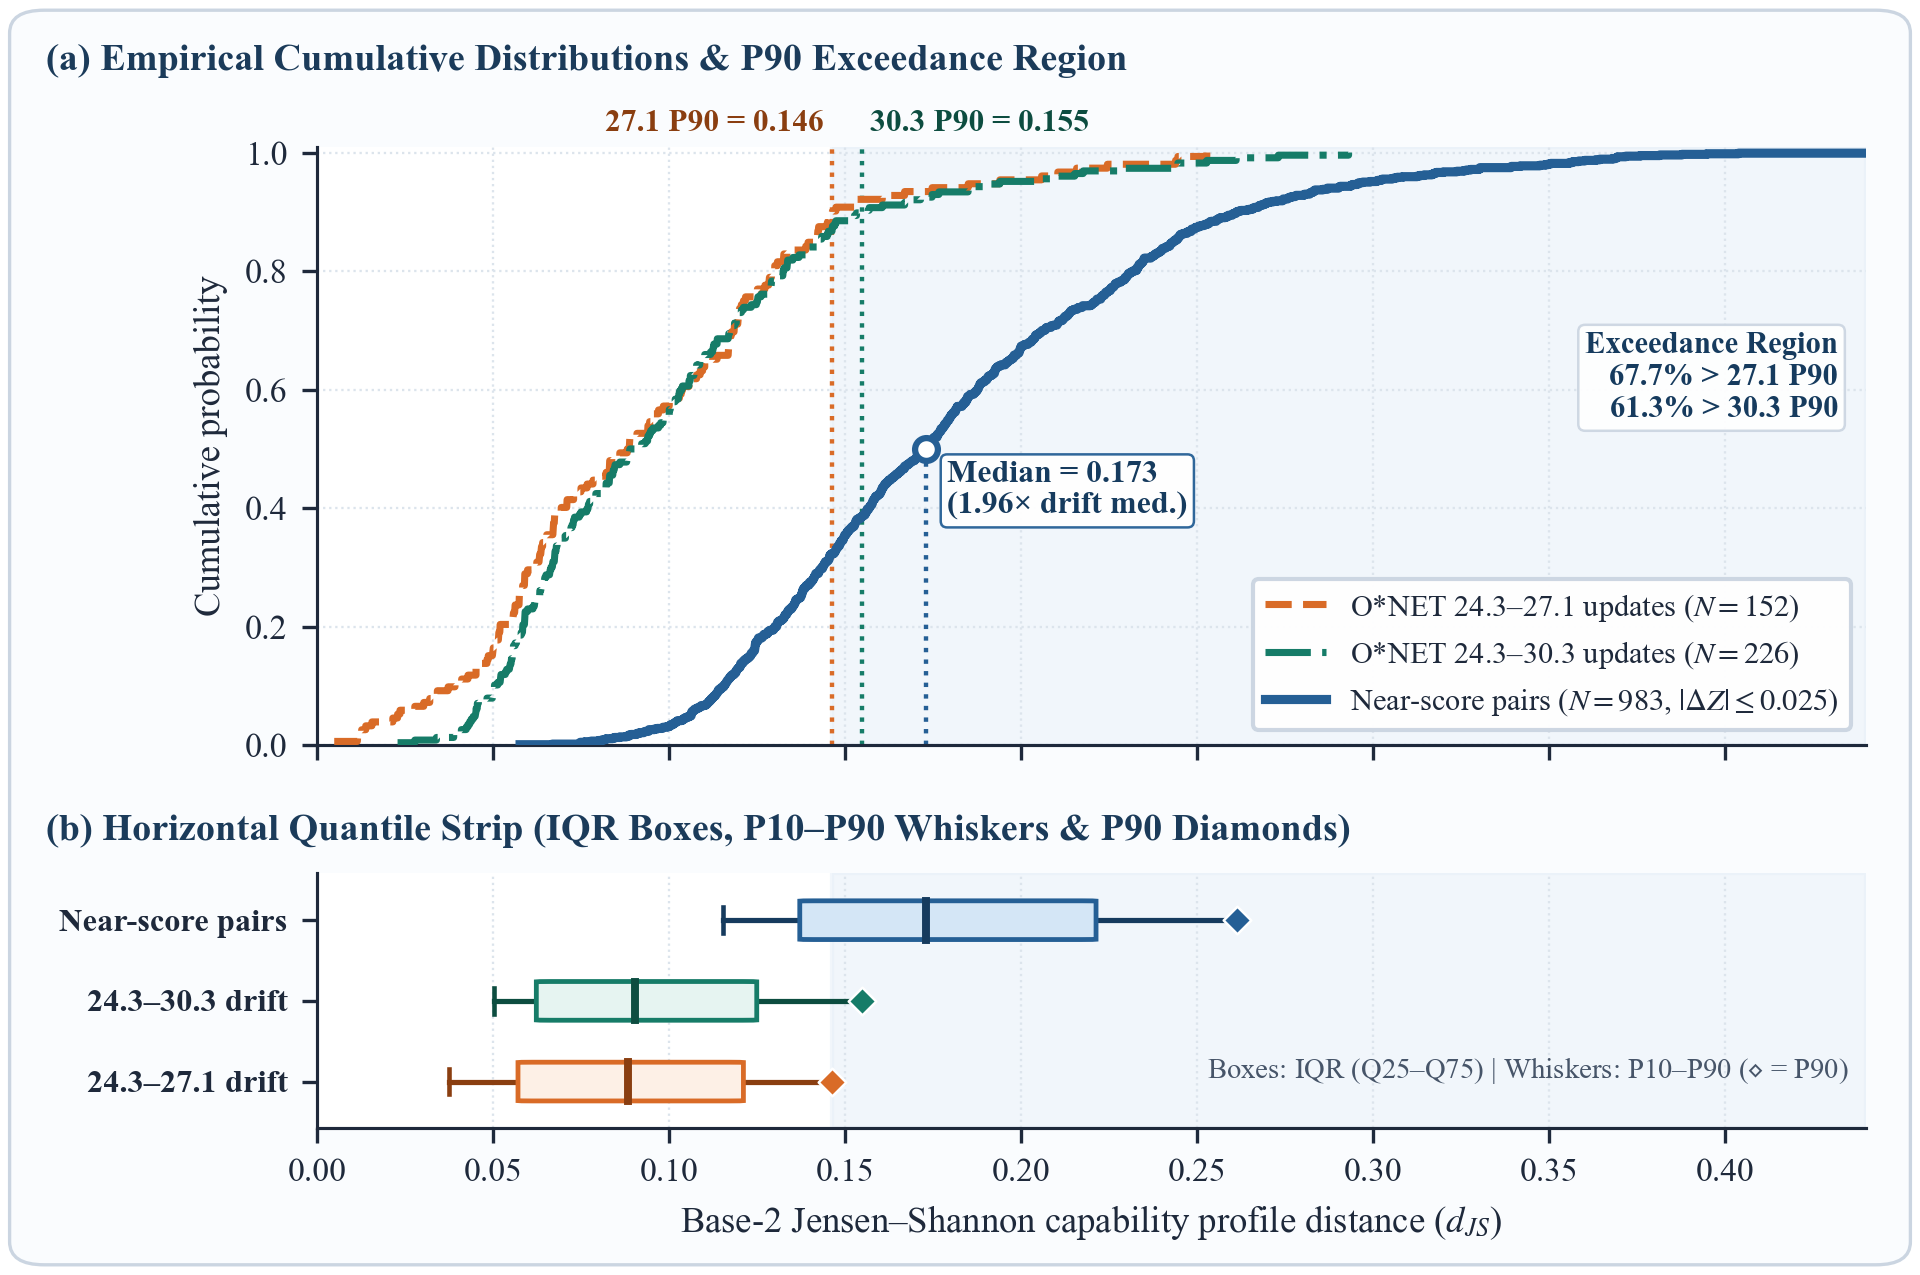 (a) Empirical Cumulative Distributions & P90 Exceedance Region
27.1 P90 = 0.146
30.3 P90 = 0.155
1.0
0.8
0.6
0.4
0.2
0.0
Cumulative probability
Exceedance Region
67.7% > 27.1 P90
61.3% > 30.3 P90
Median = 0.173
(1.96× drift med.)
O*NET 24.3–27.1 updates (N = 152)
O*NET 24.3–30.3 updates (N = 226)
Near-score pairs (N = 983, |ΔZ| ≤ 0.025)
(b) Horizontal Quantile Strip (IQR Boxes, P10–P90 Whiskers & P90 Diamonds)
Near-score pairs
24.3–30.3 drift
24.3–27.1 drift
Boxes: IQR (Q25–Q75) | Whiskers: P10–P90 (⋄ = P90)
0.00 0.05 0.10 0.15 0.20 0.25 0.30 0.35 0.40
Base-2 Jensen–Shannon capability profile distance (d_JS)